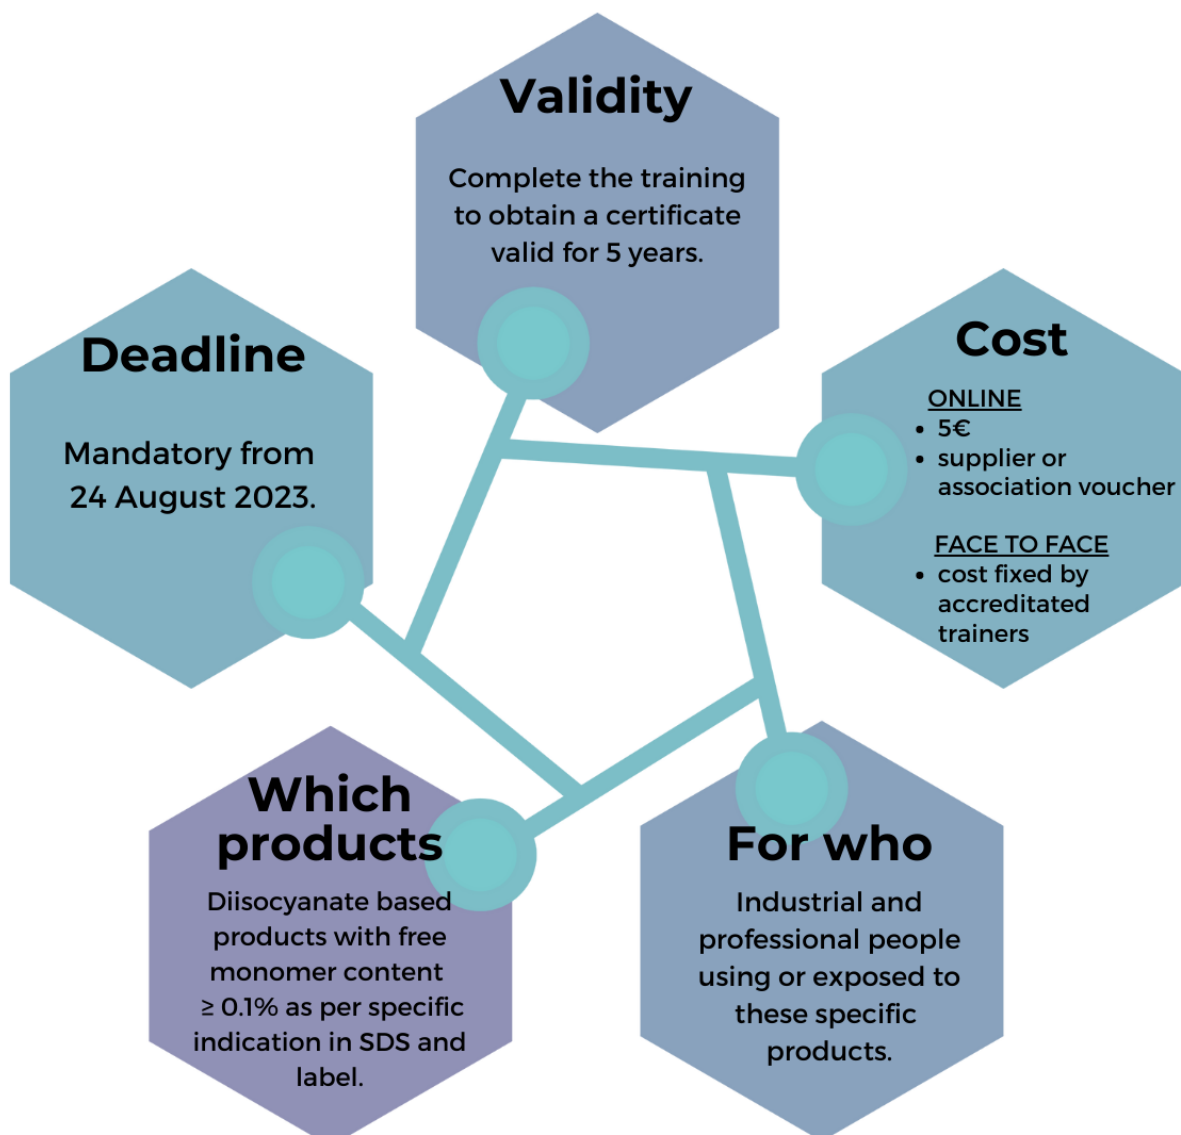 Validity
Complete the training
to obtain a certificate
valid for 5 years.
Deadline
Mandatory from
24 August 2023.
Cost
ONLINE
• 5€
• supplier or
association voucher
FACE TO FACE
• cost fixed by
accreditated
trainers
Which
products
Diisocyanate based
products with free
monomer content
≥ 0.1% as per specific
indication in SDS and
label.
For who
Industrial and
professional people
using or exposed to
these specific
products.